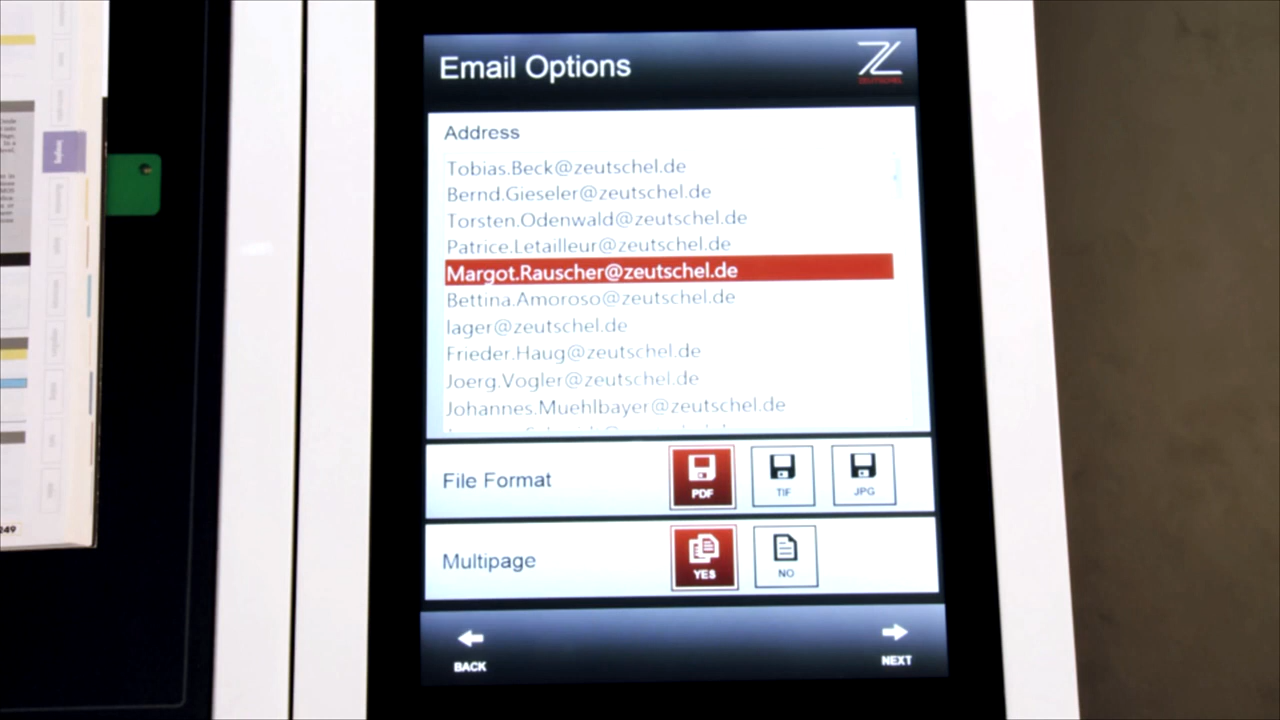 Email Options
ZEUTSCHEL
Address
Tobias.Beck@zeutschel.de
Bernd.Gieseler@zeutschel.de
Torsten.Odenwald@zeutschel.de
Patrice.Letailleur@zeutschel.de
Margot.Rauscher@zeutschel.de
Bettina.Amoroso@zeutschel.de
lager@zeutschel.de
Frieder.Haug@zeutschel.de
Joerg.Vogler@zeutschel.de
Johannes.Muehlbayer@zeutschel.de
File Format
PDF
TIF
JPG
Multipage
YES
NO
BACK
NEXT
249